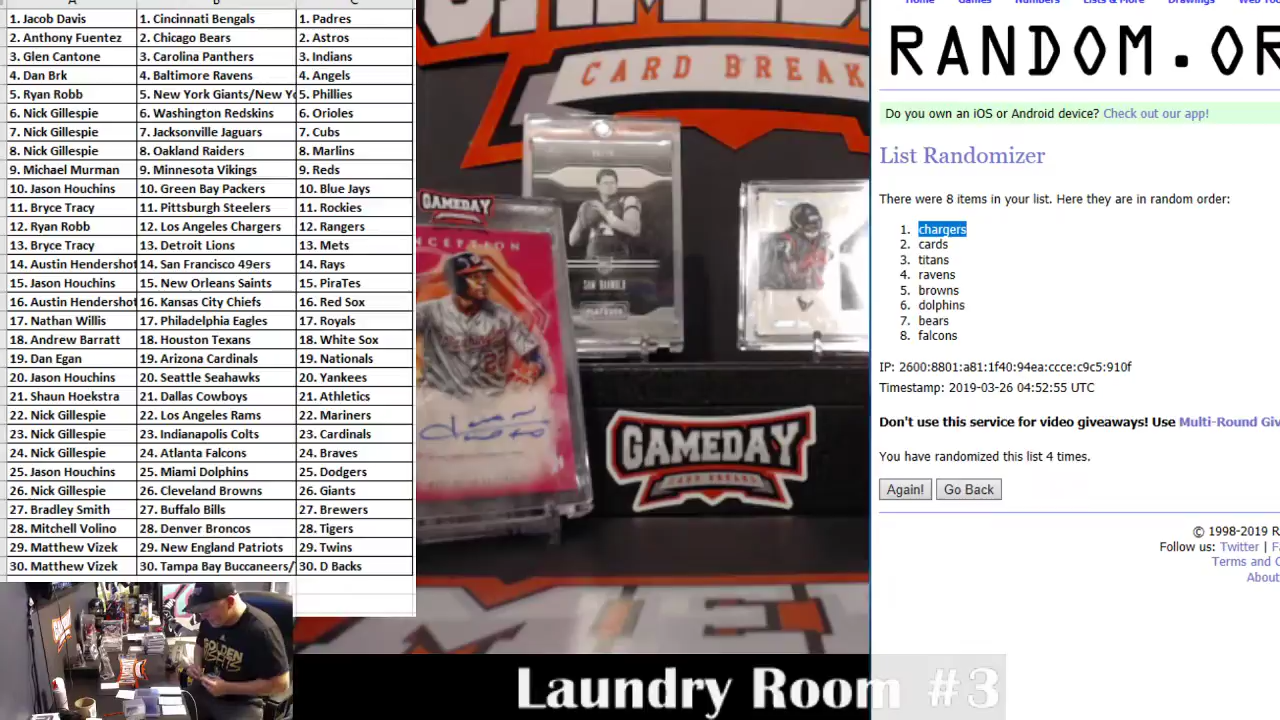 A B C
1. Jacob Davis 1. Cincinnati Bengals 1. Padres
2. Anthony Fuentez 2. Chicago Bears 2. Astros
3. Glen Cantone 3. Carolina Panthers 3. Indians
4. Dan Brk 4. Baltimore Ravens 4. Angels
5. Ryan Robb 5. New York Giants/New Yo 5. Phillies
6. Nick Gillespie 6. Washington Redskins 6. Orioles
7. Nick Gillespie 7. Jacksonville Jaguars 7. Cubs
8. Nick Gillespie 8. Oakland Raiders 8. Marlins
9. Michael Murman 9. Minnesota Vikings 9. Reds
10. Jason Houchins 10. Green Bay Packers 10. Blue Jays
11. Bryce Tracy 11. Pittsburgh Steelers 11. Rockies
12. Ryan Robb 12. Los Angeles Chargers 12. Rangers
13. Bryce Tracy 13. Detroit Lions 13. Mets
14. Austin Hendershot 14. San Francisco 49ers 14. Rays
15. Jason Houchins 15. New Orleans Saints 15. PiraTes
16. Austin Hendershot 16. Kansas City Chiefs 16. Red Sox
17. Nathan Willis 17. Philadelphia Eagles 17. Royals
18. Andrew Barratt 18. Houston Texans 18. White Sox
19. Dan Egan 19. Arizona Cardinals 19. Nationals
20. Jason Houchins 20. Seattle Seahawks 20. Yankees
21. Shaun Hoekstra 21. Dallas Cowboys 21. Athletics
22. Nick Gillespie 22. Los Angeles Rams 22. Mariners
23. Nick Gillespie 23. Indianapolis Colts 23. Cardinals
24. Nick Gillespie 24. Atlanta Falcons 24. Braves
25. Jason Houchins 25. Miami Dolphins 25. Dodgers
26. Nick Gillespie 26. Cleveland Browns 26. Giants
27. Bradley Smith 27. Buffalo Bills 27. Brewers
28. Mitchell Volino 28. Denver Broncos 28. Tigers
29. Matthew Vizek 29. New England Patriots 29. Twins
30. Matthew Vizek 30. Tampa Bay Buccaneers/ 30. D Backs
CARD BREAK
GAMEDAY
SAM DARNOLD
GAMEDAY
CARD BREAKS
Laundry Room #3
Home Games Numbers Lists & More Drawings Web Too
RANDOM.OR
Do you own an iOS or Android device? Check out our app!
List Randomizer
There were 8 items in your list. Here they are in random order:
1. chargers
2. cards
3. titans
4. ravens
5. browns
6. dolphins
7. bears
8. falcons
IP: 2600:8801:a81:1f40:94ea:ccce:c9c5:910f
Timestamp: 2019-03-26 04:52:55 UTC
Don't use this service for video giveaways! Use Multi-Round Giv
You have randomized this list 4 times.
Again! Go Back
© 1998-2019 R
Follow us: Twitter | Fa
Terms and C
About